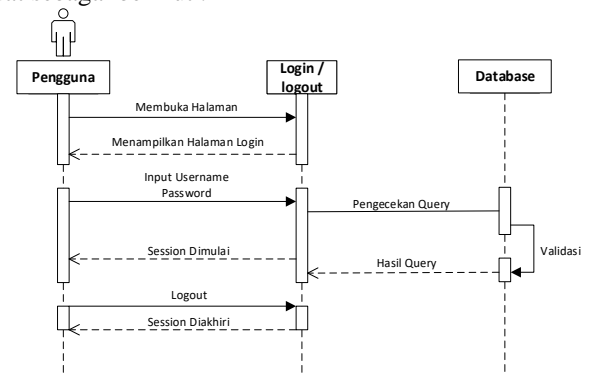 Pengguna
Login /
logout
Database
Membuka Halaman
Menampilkan Halaman Login
Input Username
Password
Pengecekan Query
Validasi
Session Dimulai
Hasil Query
Logout
Session Diakhiri